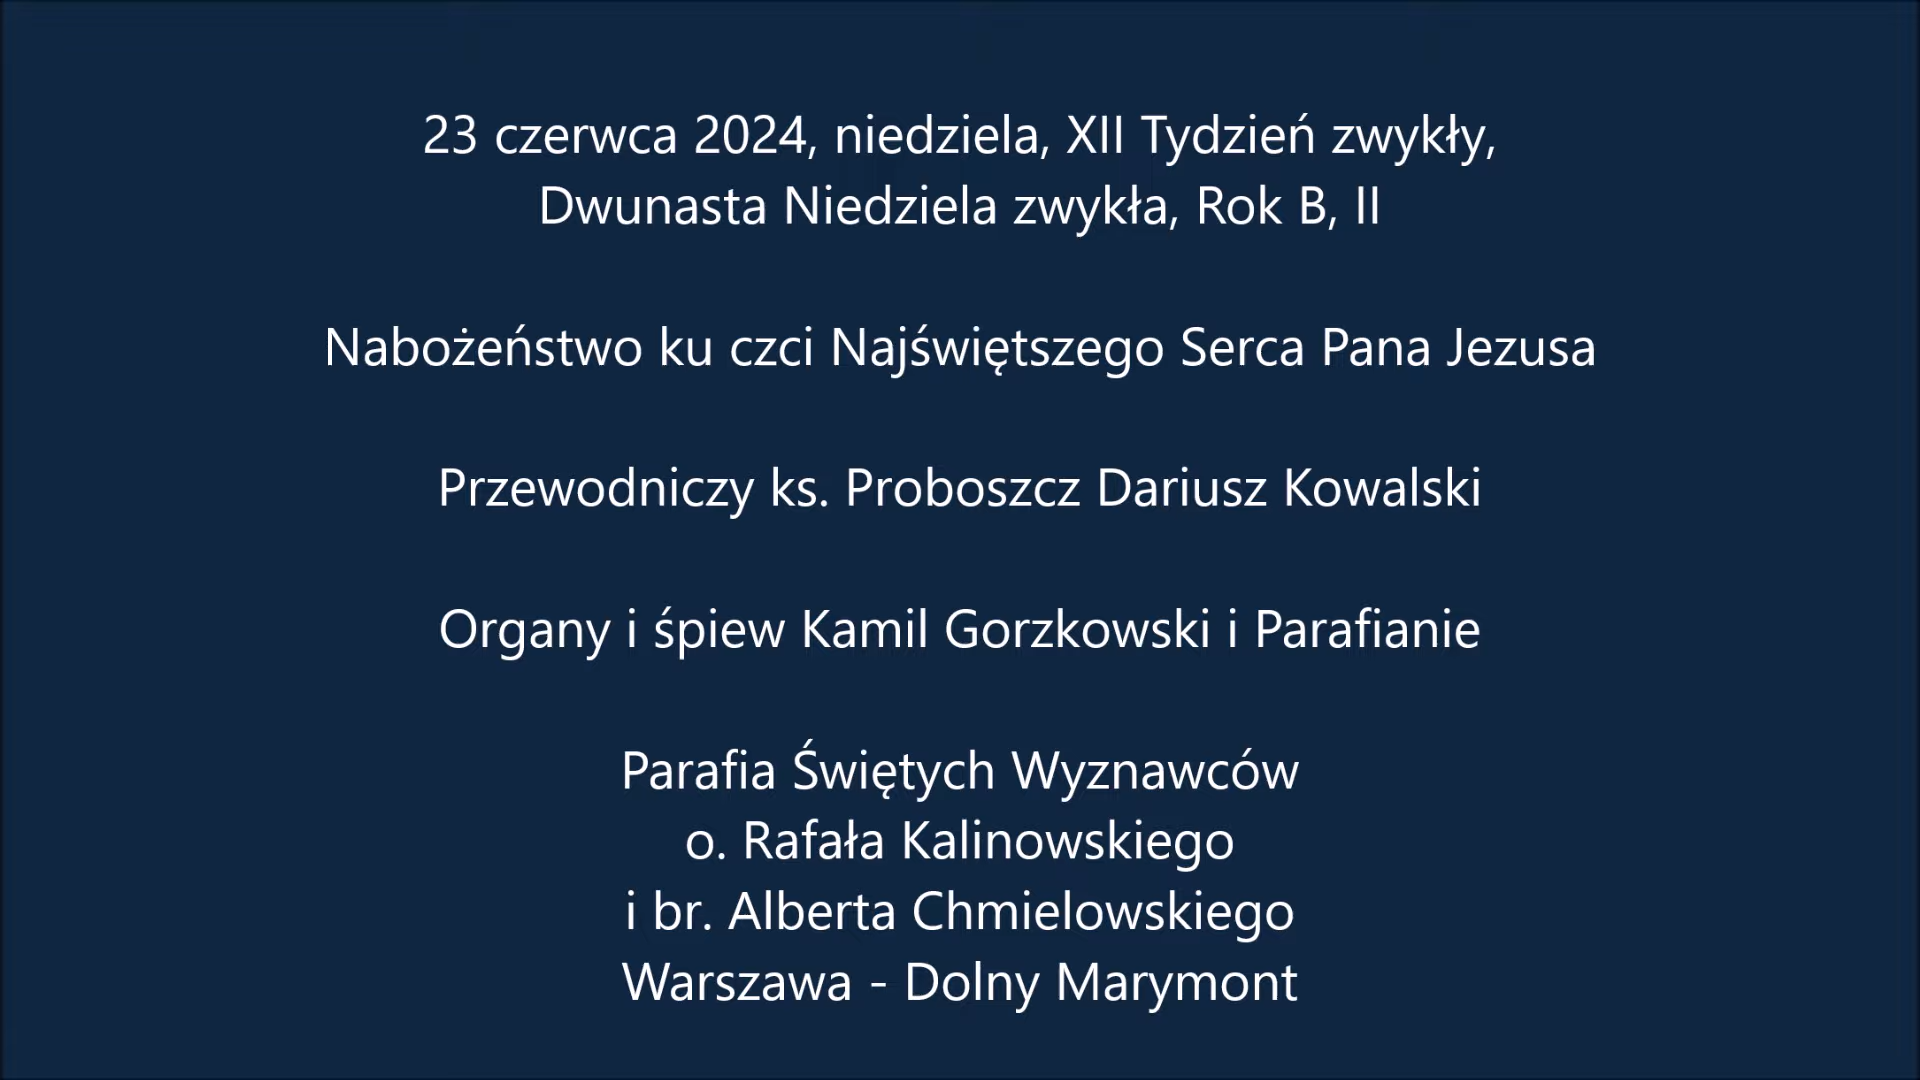 23 czerwca 2024, niedziela, XII Tydzień zwykły,
Dwunasta Niedziela zwykła, Rok B, II
Nabożeństwo ku czci Najświętszego Serca Pana Jezusa
Przewodniczy ks. Proboszcz Dariusz Kowalski
Organy i śpiew Kamil Gorzkowski i Parafianie
Parafia Świętych Wyznawców
o. Rafała Kalinowskiego
i br. Alberta Chmielowskiego
Warszawa - Dolny Marymont